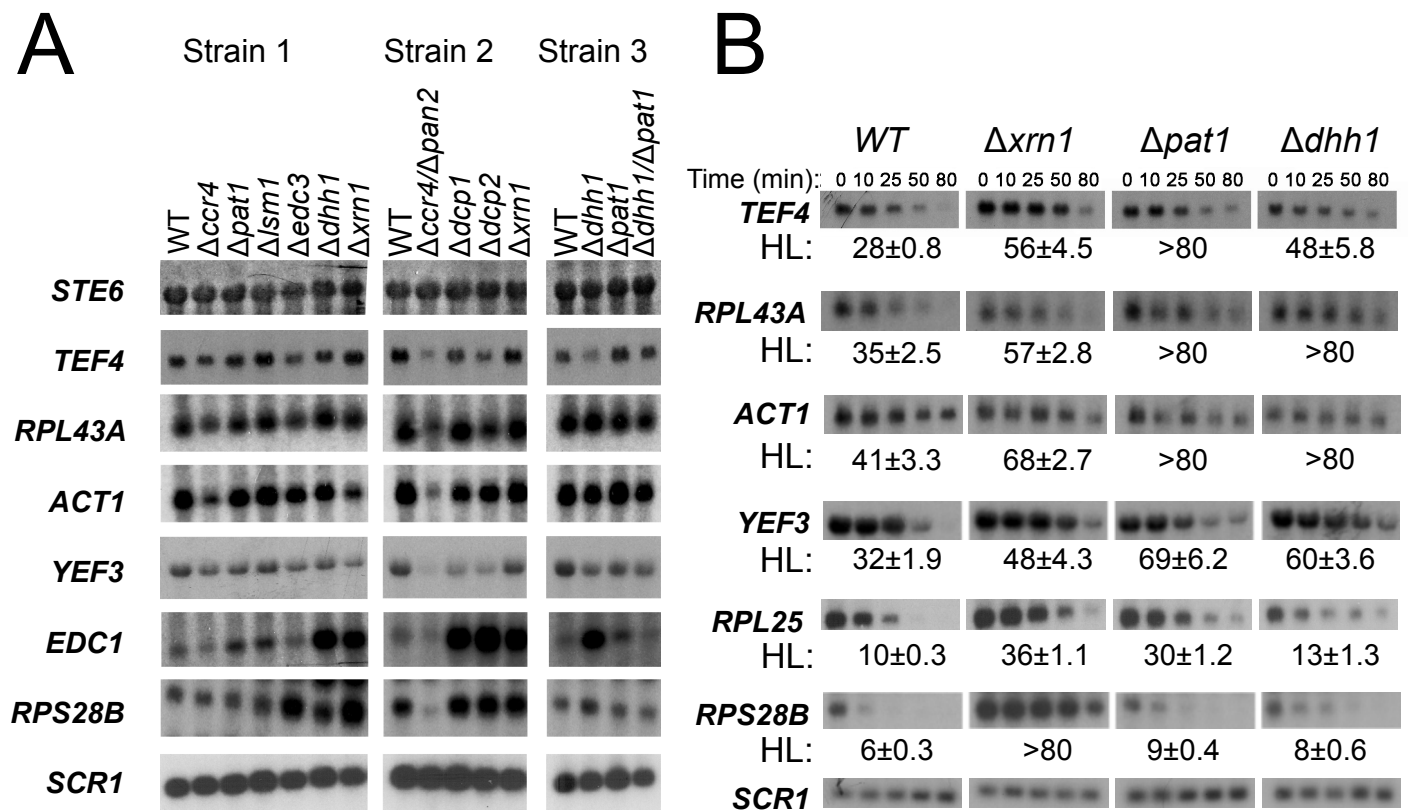 A
Strain 1 Strain 2 Strain 3
WT Δccr4 Δpat1 Δlsm1 Δedc3 Δdhh1 Δxrn1 WT Δccr4/Δpan2 Δdcp1 Δdcp2 Δxrn1 WT Δdhh1 Δpat1 Δdhh1/Δpat1
STE6
TEF4
RPL43A
ACT1
YEF3
EDC1
RPS28B
SCR1
B
WT Δxrn1 Δpat1 Δdhh1
Time (min): 0 10 25 50 80 0 10 25 50 80 0 10 25 50 80 0 10 25 50 80
TEF4
HL: 28±0.8 56±4.5 >80 48±5.8
RPL43A
HL: 35±2.5 57±2.8 >80 >80
ACT1
HL: 41±3.3 68±2.7 >80 >80
YEF3
HL: 32±1.9 48±4.3 69±6.2 60±3.6
RPL25
HL: 10±0.3 36±1.1 30±1.2 13±1.3
RPS28B
HL: 6±0.3 >80 9±0.4 8±0.6
SCR1